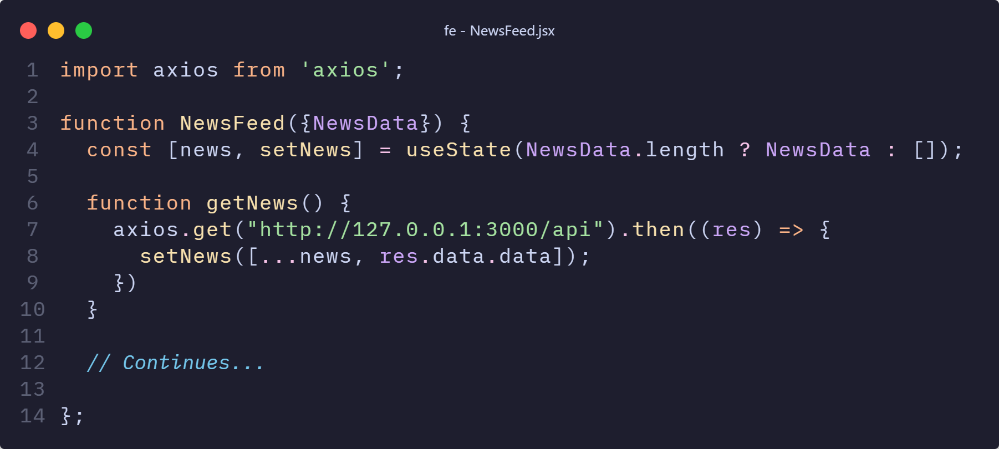 fe - NewsFeed.jsx
1 import axios from 'axios';
2
3 function NewsFeed({NewsData}) {
4   const [news, setNews] = useState(NewsData.length ? NewsData : []);
5
6   function getNews() {
7     axios.get("http://127.0.0.1:3000/api").then((res) => {
8       setNews([...news, res.data.data]);
9     })
10   }
11
12   // Continues...
13
14 };